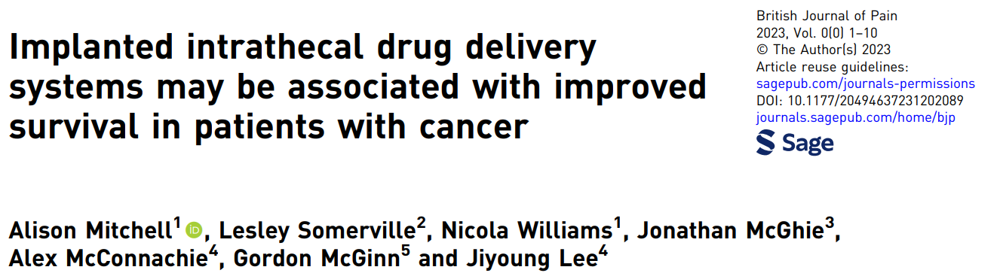 Implanted intrathecal drug delivery
systems may be associated with improved
survival in patients with cancer
British Journal of Pain
2023, Vol. 0(0) 1–10
© The Author(s) 2023
Article reuse guidelines:
sagepub.com/journals-permissions
DOI: 10.1177/20494637231202089
journals.sagepub.com/home/bjp
Sage
Alison Mitchell1 iD, Lesley Somerville2, Nicola Williams1, Jonathan McGhie3,
Alex McConnachie4, Gordon McGinn5 and Jiyoung Lee4